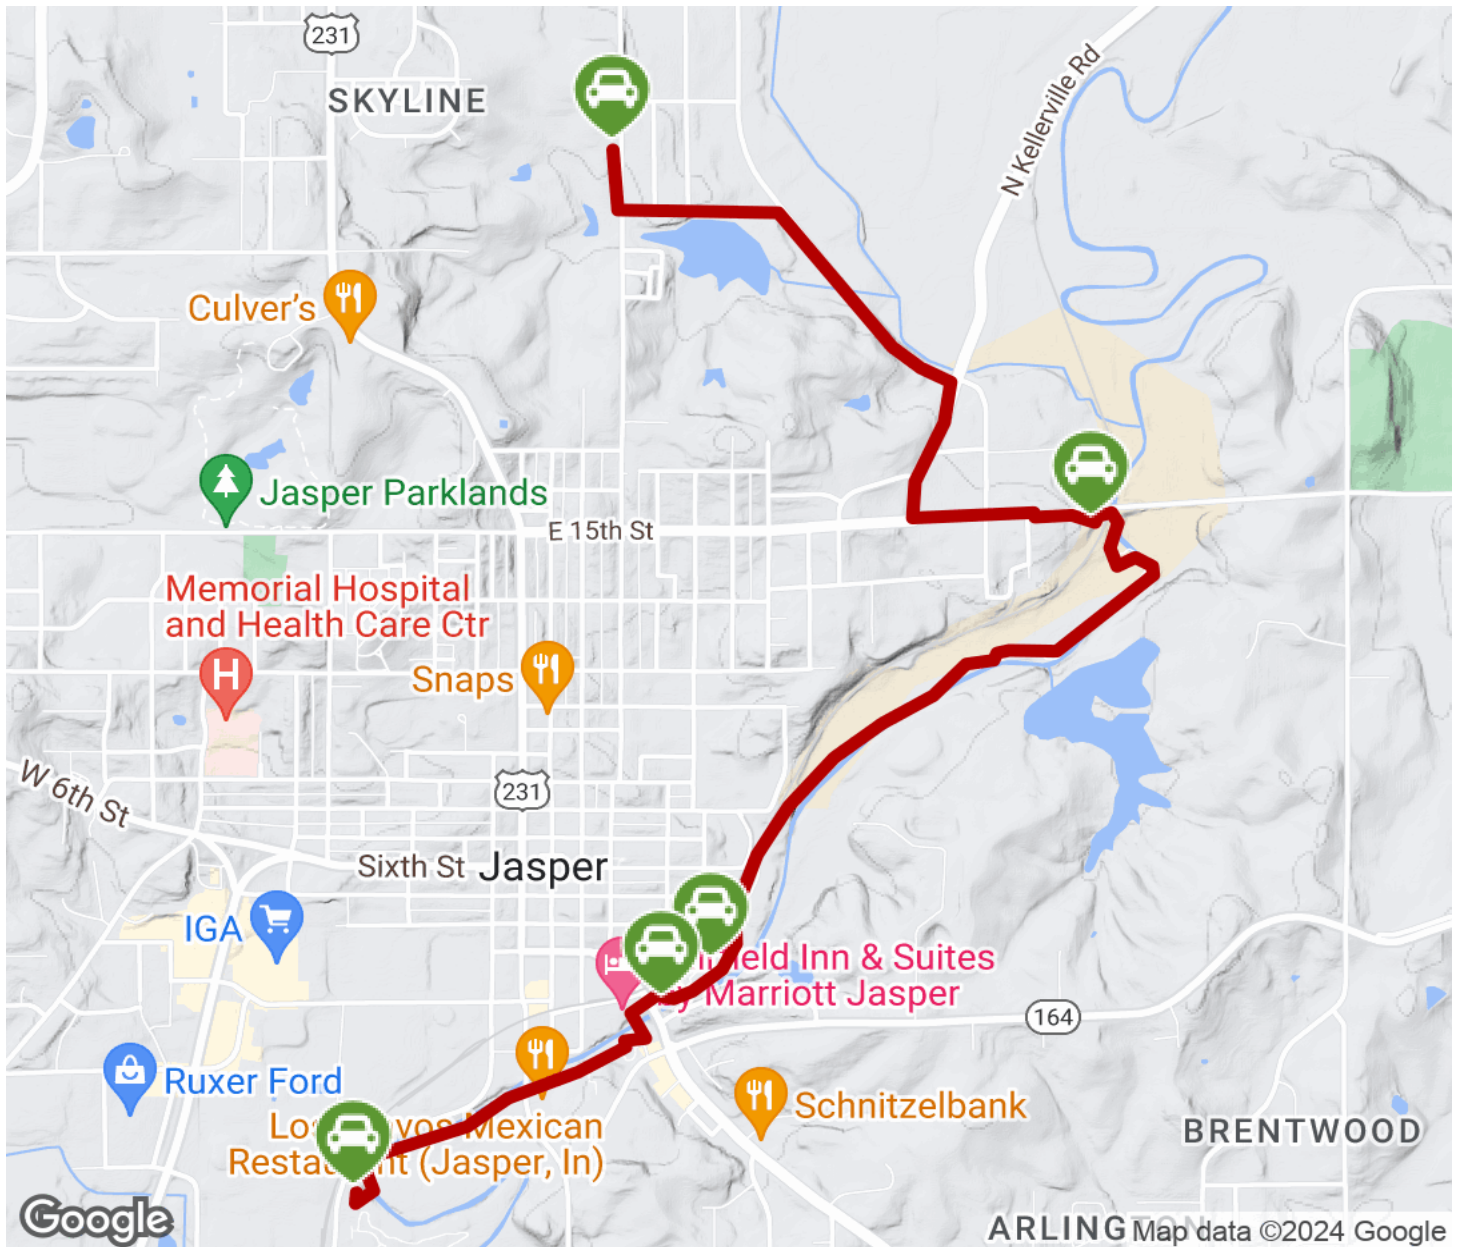 231
SKYLINE
N Kellerville Rd
Culver's
Jasper Parklands
E 15th St
Memorial Hospital
and Health Care Ctr
H
Snaps
W 6th St
231
Sixth St
Jasper
IGA
Inn & Suites
Marriott Jasper
164
Ruxer Ford
Schnitzelbank
Mexican
(Jasper, In)
BRENTWOOD
Google
Map data ©2024 Google